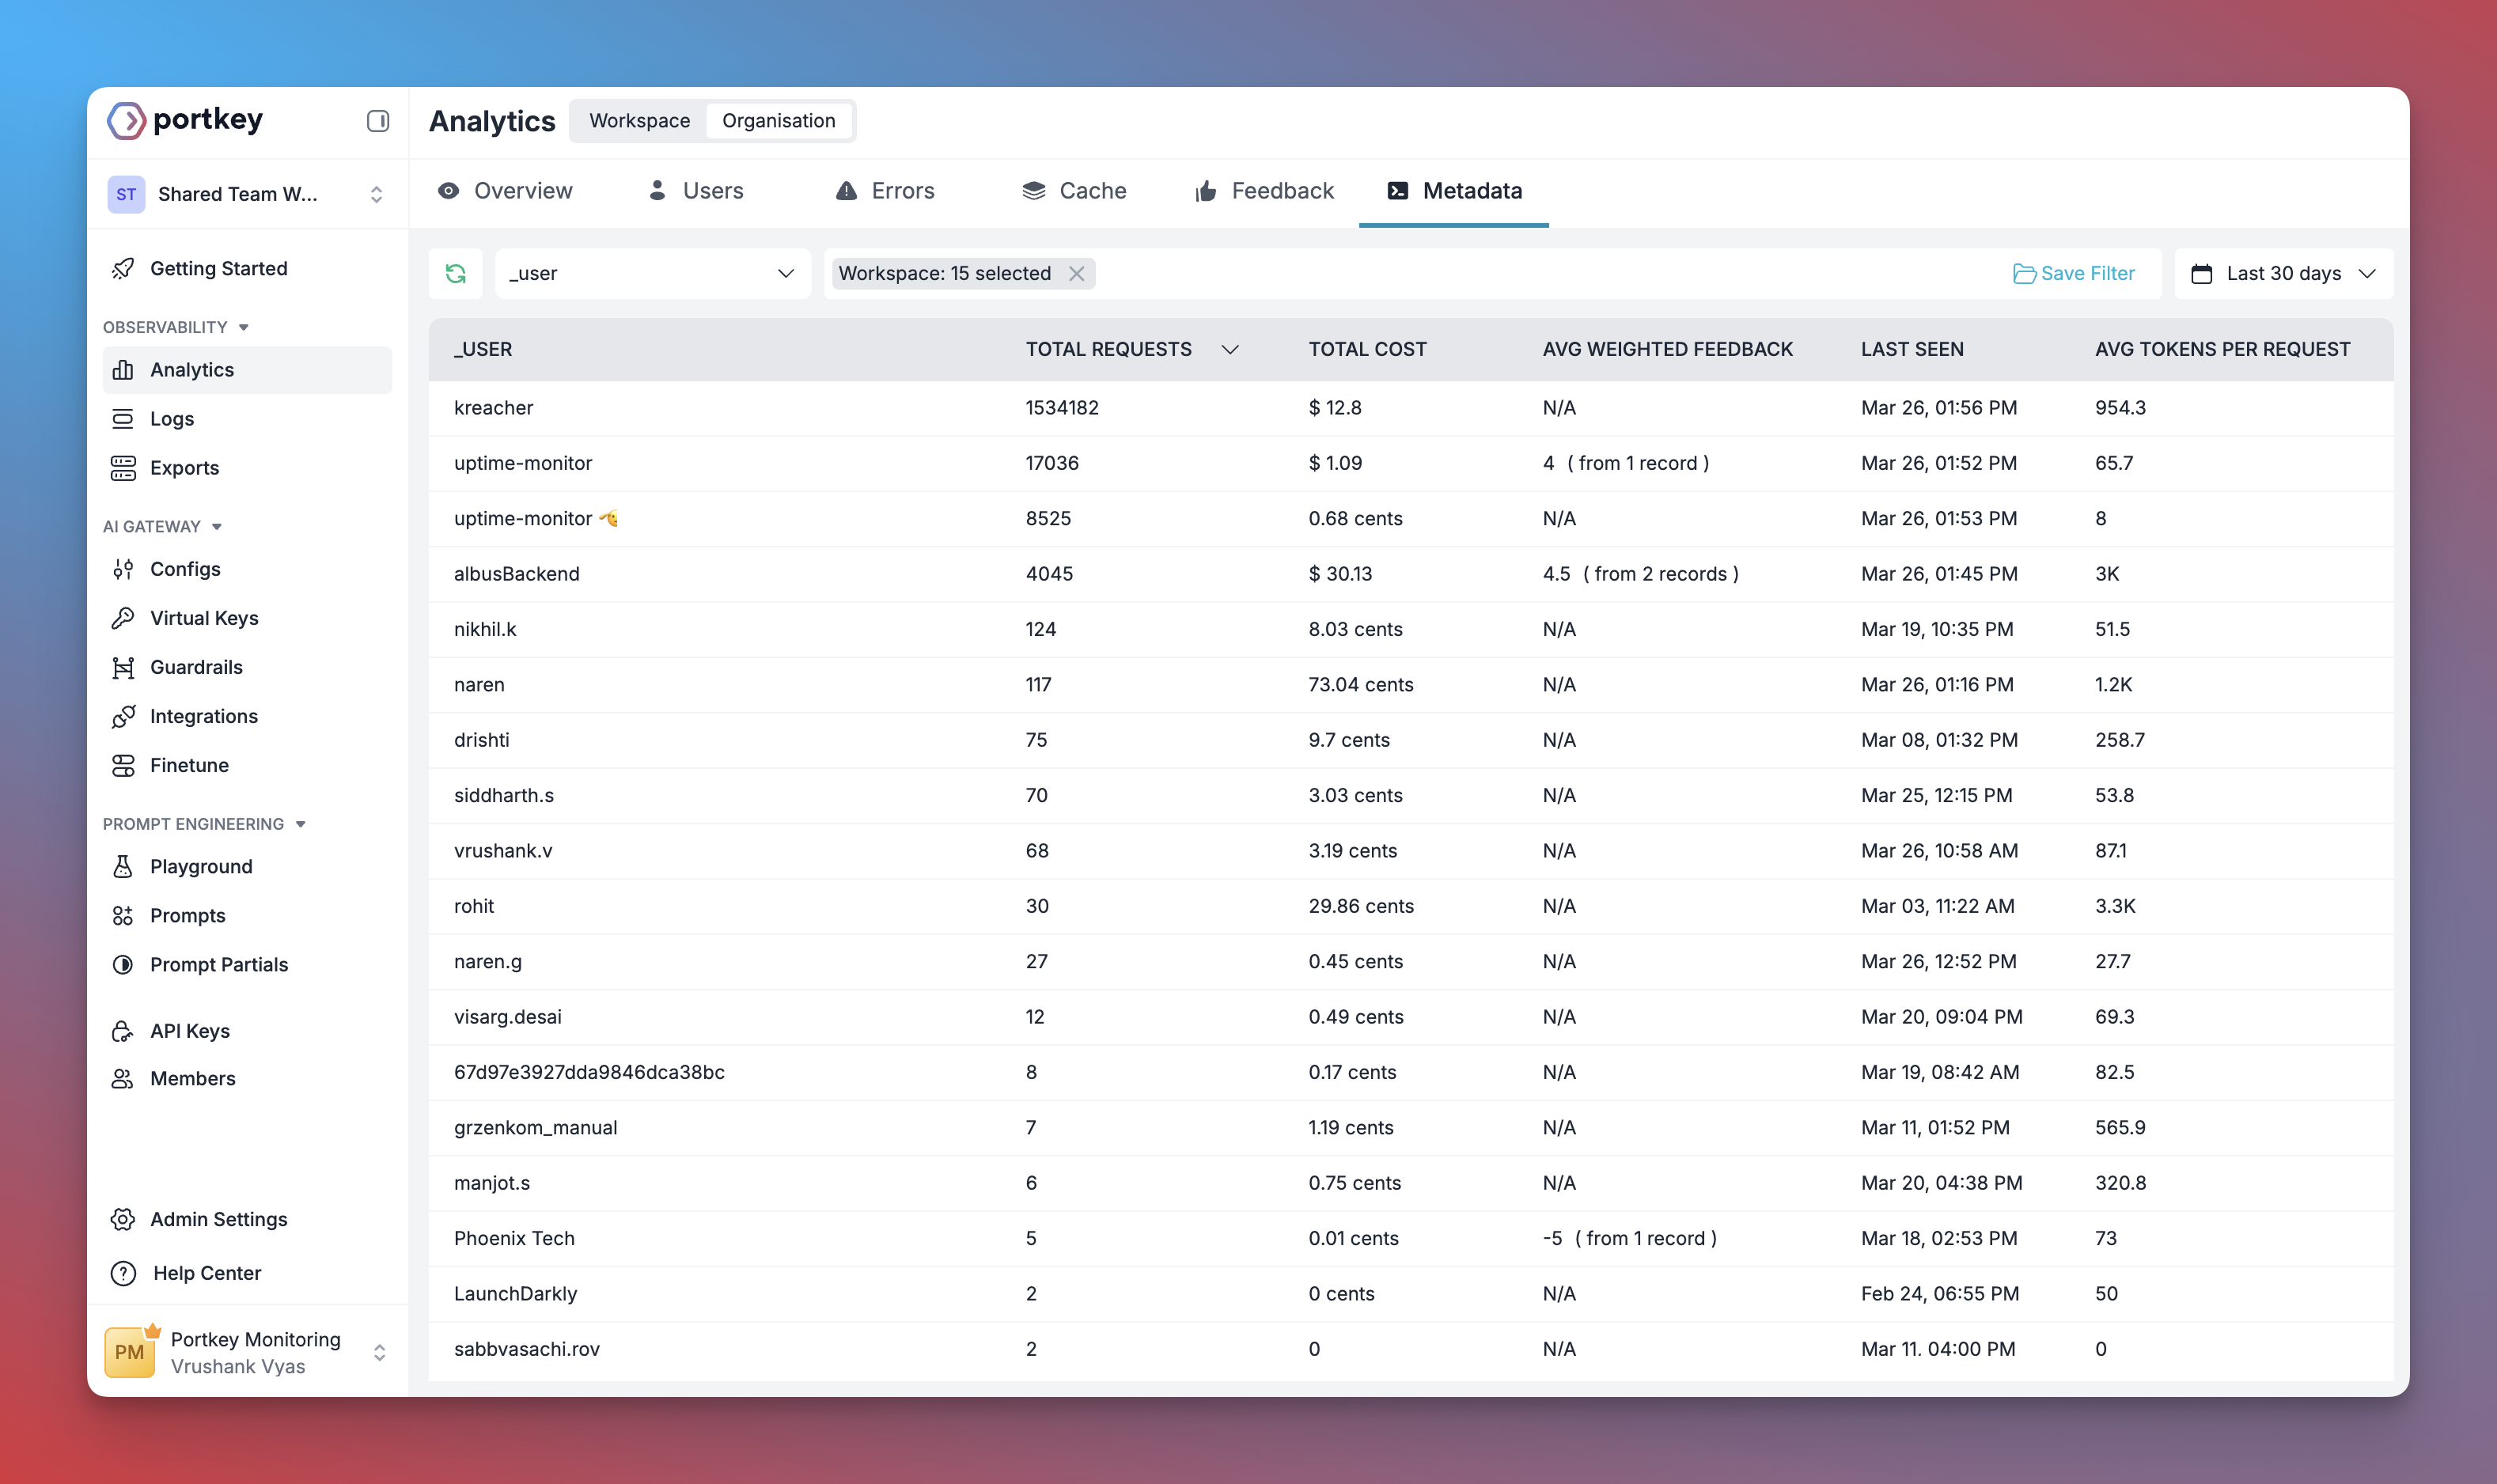 portkey
Analytics Workspace Organisation
ST Shared Team W...
Overview Users Errors Cache Feedback Metadata
Getting Started
OBSERVABILITY
Analytics
Logs
Exports
AI GATEWAY
Configs
Virtual Keys
Guardrails
Integrations
Finetune
PROMPT ENGINEERING
Playground
Prompts
Prompt Partials
API Keys
Members
Admin Settings
Help Center
PM Portkey Monitoring
Vrushank Vyas
_user Workspace: 15 selected Save Filter Last 30 days
_USER TOTAL REQUESTS TOTAL COST AVG WEIGHTED FEEDBACK LAST SEEN AVG TOKENS PER REQUEST
kreacher 1534182 $ 12.8 N/A Mar 26, 01:56 PM 954.3
uptime-monitor 17036 $ 1.09 4 ( from 1 record ) Mar 26, 01:52 PM 65.7
uptime-monitor 🫡 8525 0.68 cents N/A Mar 26, 01:53 PM 8
albusBackend 4045 $ 30.13 4.5 ( from 2 records ) Mar 26, 01:45 PM 3K
nikhil.k 124 8.03 cents N/A Mar 19, 10:35 PM 51.5
naren 117 73.04 cents N/A Mar 26, 01:16 PM 1.2K
drishti 75 9.7 cents N/A Mar 08, 01:32 PM 258.7
siddharth.s 70 3.03 cents N/A Mar 25, 12:15 PM 53.8
vrushank.v 68 3.19 cents N/A Mar 26, 10:58 AM 87.1
rohit 30 29.86 cents N/A Mar 03, 11:22 AM 3.3K
naren.g 27 0.45 cents N/A Mar 26, 12:52 PM 27.7
visarg.desai 12 0.49 cents N/A Mar 20, 09:04 PM 69.3
67d97e3927dda9846dca38bc 8 0.17 cents N/A Mar 19, 08:42 AM 82.5
grzenkom_manual 7 1.19 cents N/A Mar 11, 01:52 PM 565.9
manjot.s 6 0.75 cents N/A Mar 20, 04:38 PM 320.8
Phoenix Tech 5 0.01 cents -5 ( from 1 record ) Mar 18, 02:53 PM 73
LaunchDarkly 2 0 cents N/A Feb 24, 06:55 PM 50
sabbvasachi.rov 2 0 N/A Mar 11. 04:00 PM 0